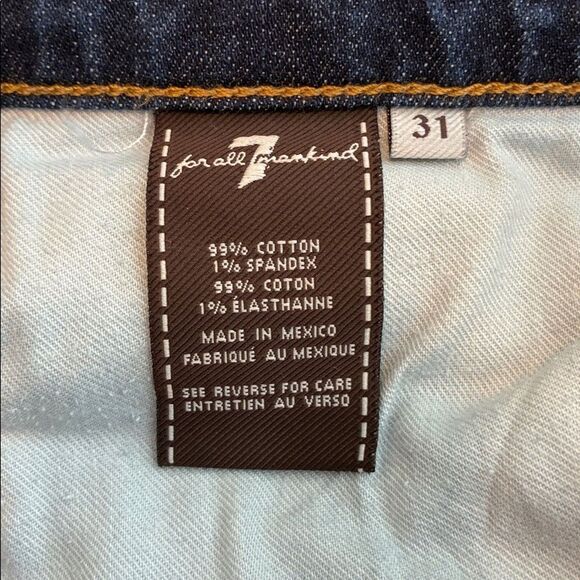 for all 7 mankind
31
99% COTTON
1% SPANDEX
99% COTON
1% ÉLASTHANNE
MADE IN MEXICO
FABRIQUÉ AU MEXIQUE
SEE REVERSE FOR CARE
ENTRETIEN AU VERSO